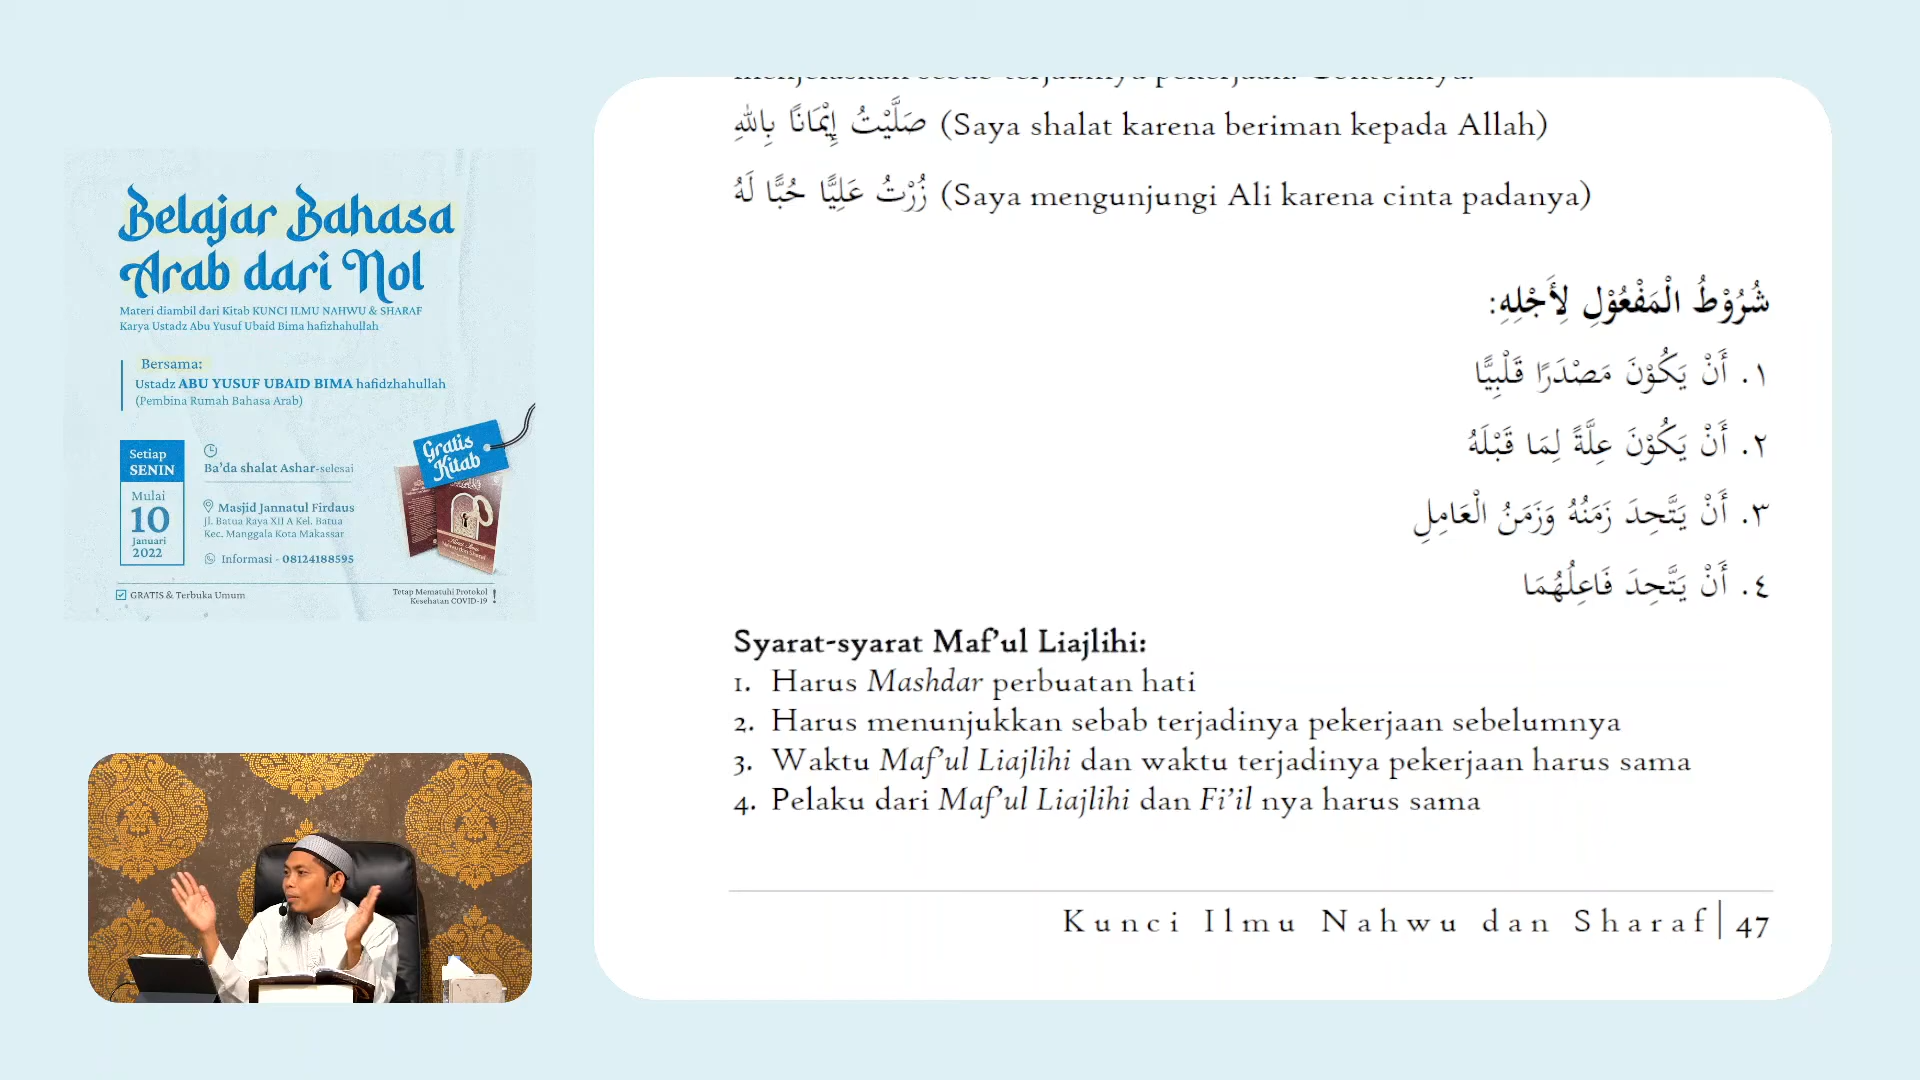 Belajar Bahasa
Arab dari Nol
Materi diambil dari Kitab KUNCI ILMU NAHWU & SHARAF
Karya Ustadz Abu Yusuf Ubaid Bima hafizhahullah
Bersama:
Ustadz ABU YUSUF UBAID BIMA hafidzhahullah
(Pembina Rumah Bahasa Arab)
Setiap
SENIN
Mulai
10
Januari
2022
Ba'da shalat Ashar-selesai
Masjid Jannatul Firdaus
Jl. Batua Raya XII A Kel. Batua
Kec. Manggala Kota Makassar
Informasi - 08124188595
Gratis
Kitab
GRATIS & Terbuka Umum
Tetap Mematuhi Protokol
Kesehatan COVID-19 !
menjelaskan sebab terjadinya pekerjaan. Contohnya:
صَلَّيْتُ إِيْمَانًا بِاللهِ (Saya shalat karena beriman kepada Allah)
زُرْتُ عَلِيًّا حُبًّا لَهُ (Saya mengunjungi Ali karena cinta padanya)
شُرُوْطُ الْمَفْعُوْلِ لِأَجْلِهِ:
١. أَنْ يَكُوْنَ مَصْدَرًا قَلْبِيًّا
٢. أَنْ يَكُوْنَ عِلَّةً لِمَا قَبْلَهُ
٣. أَنْ يَتَّحِدَ زَمَنُهُ وَزَمَنُ الْعَامِلِ
٤. أَنْ يَتَّحِدَ فَاعِلُهُمَا
Syarat-syarat Maf'ul Liajlihi:
1. Harus Mashdar perbuatan hati
2. Harus menunjukkan sebab terjadinya pekerjaan sebelumnya
3. Waktu Maf'ul Liajlihi dan waktu terjadinya pekerjaan harus sama
4. Pelaku dari Maf'ul Liajlihi dan Fi'il nya harus sama
Kunci Ilmu Nahwu dan Sharaf| 47